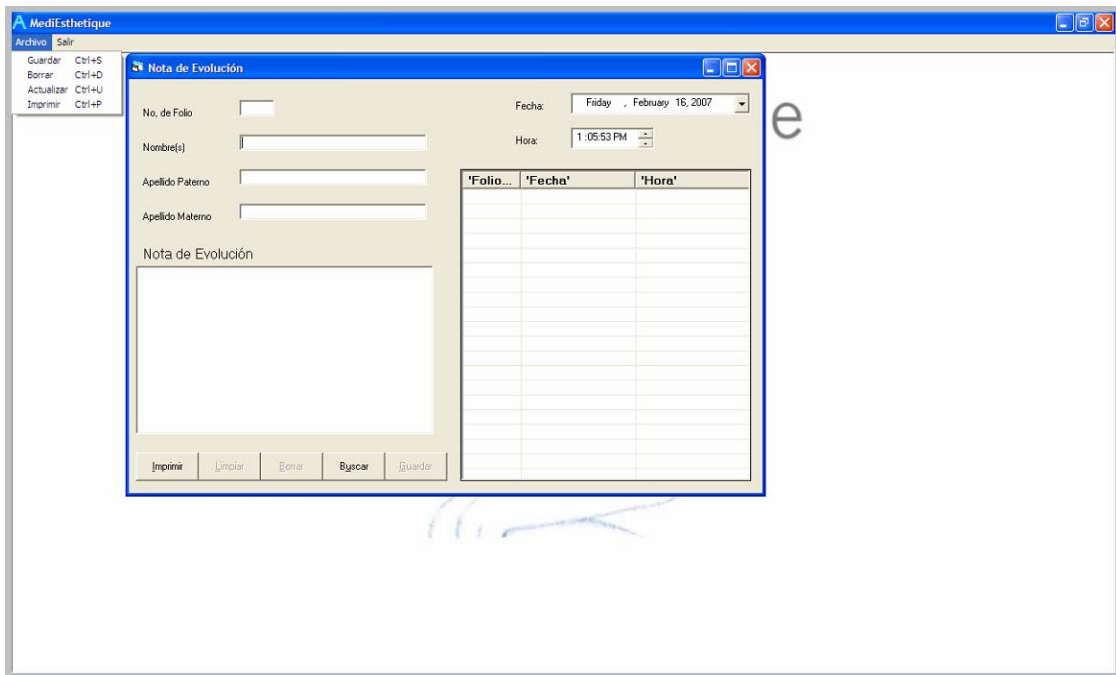 MediEsthetique
Archivo Salir
Guardar Ctrl+S
Borrar Ctrl+D
Actualizar Ctrl+U
Imprimir Ctrl+P
Nota de Evolución
No. de Folio
Fecha: Friday , February 16, 2007
Hora: 1:05:53 PM
Nombre(s)
Apellido Paterno
Apellido Materno
'Folio... 'Fecha' 'Hora'
Nota de Evolución
Imprimir Limpiar Borrar Buscar Guardar
e